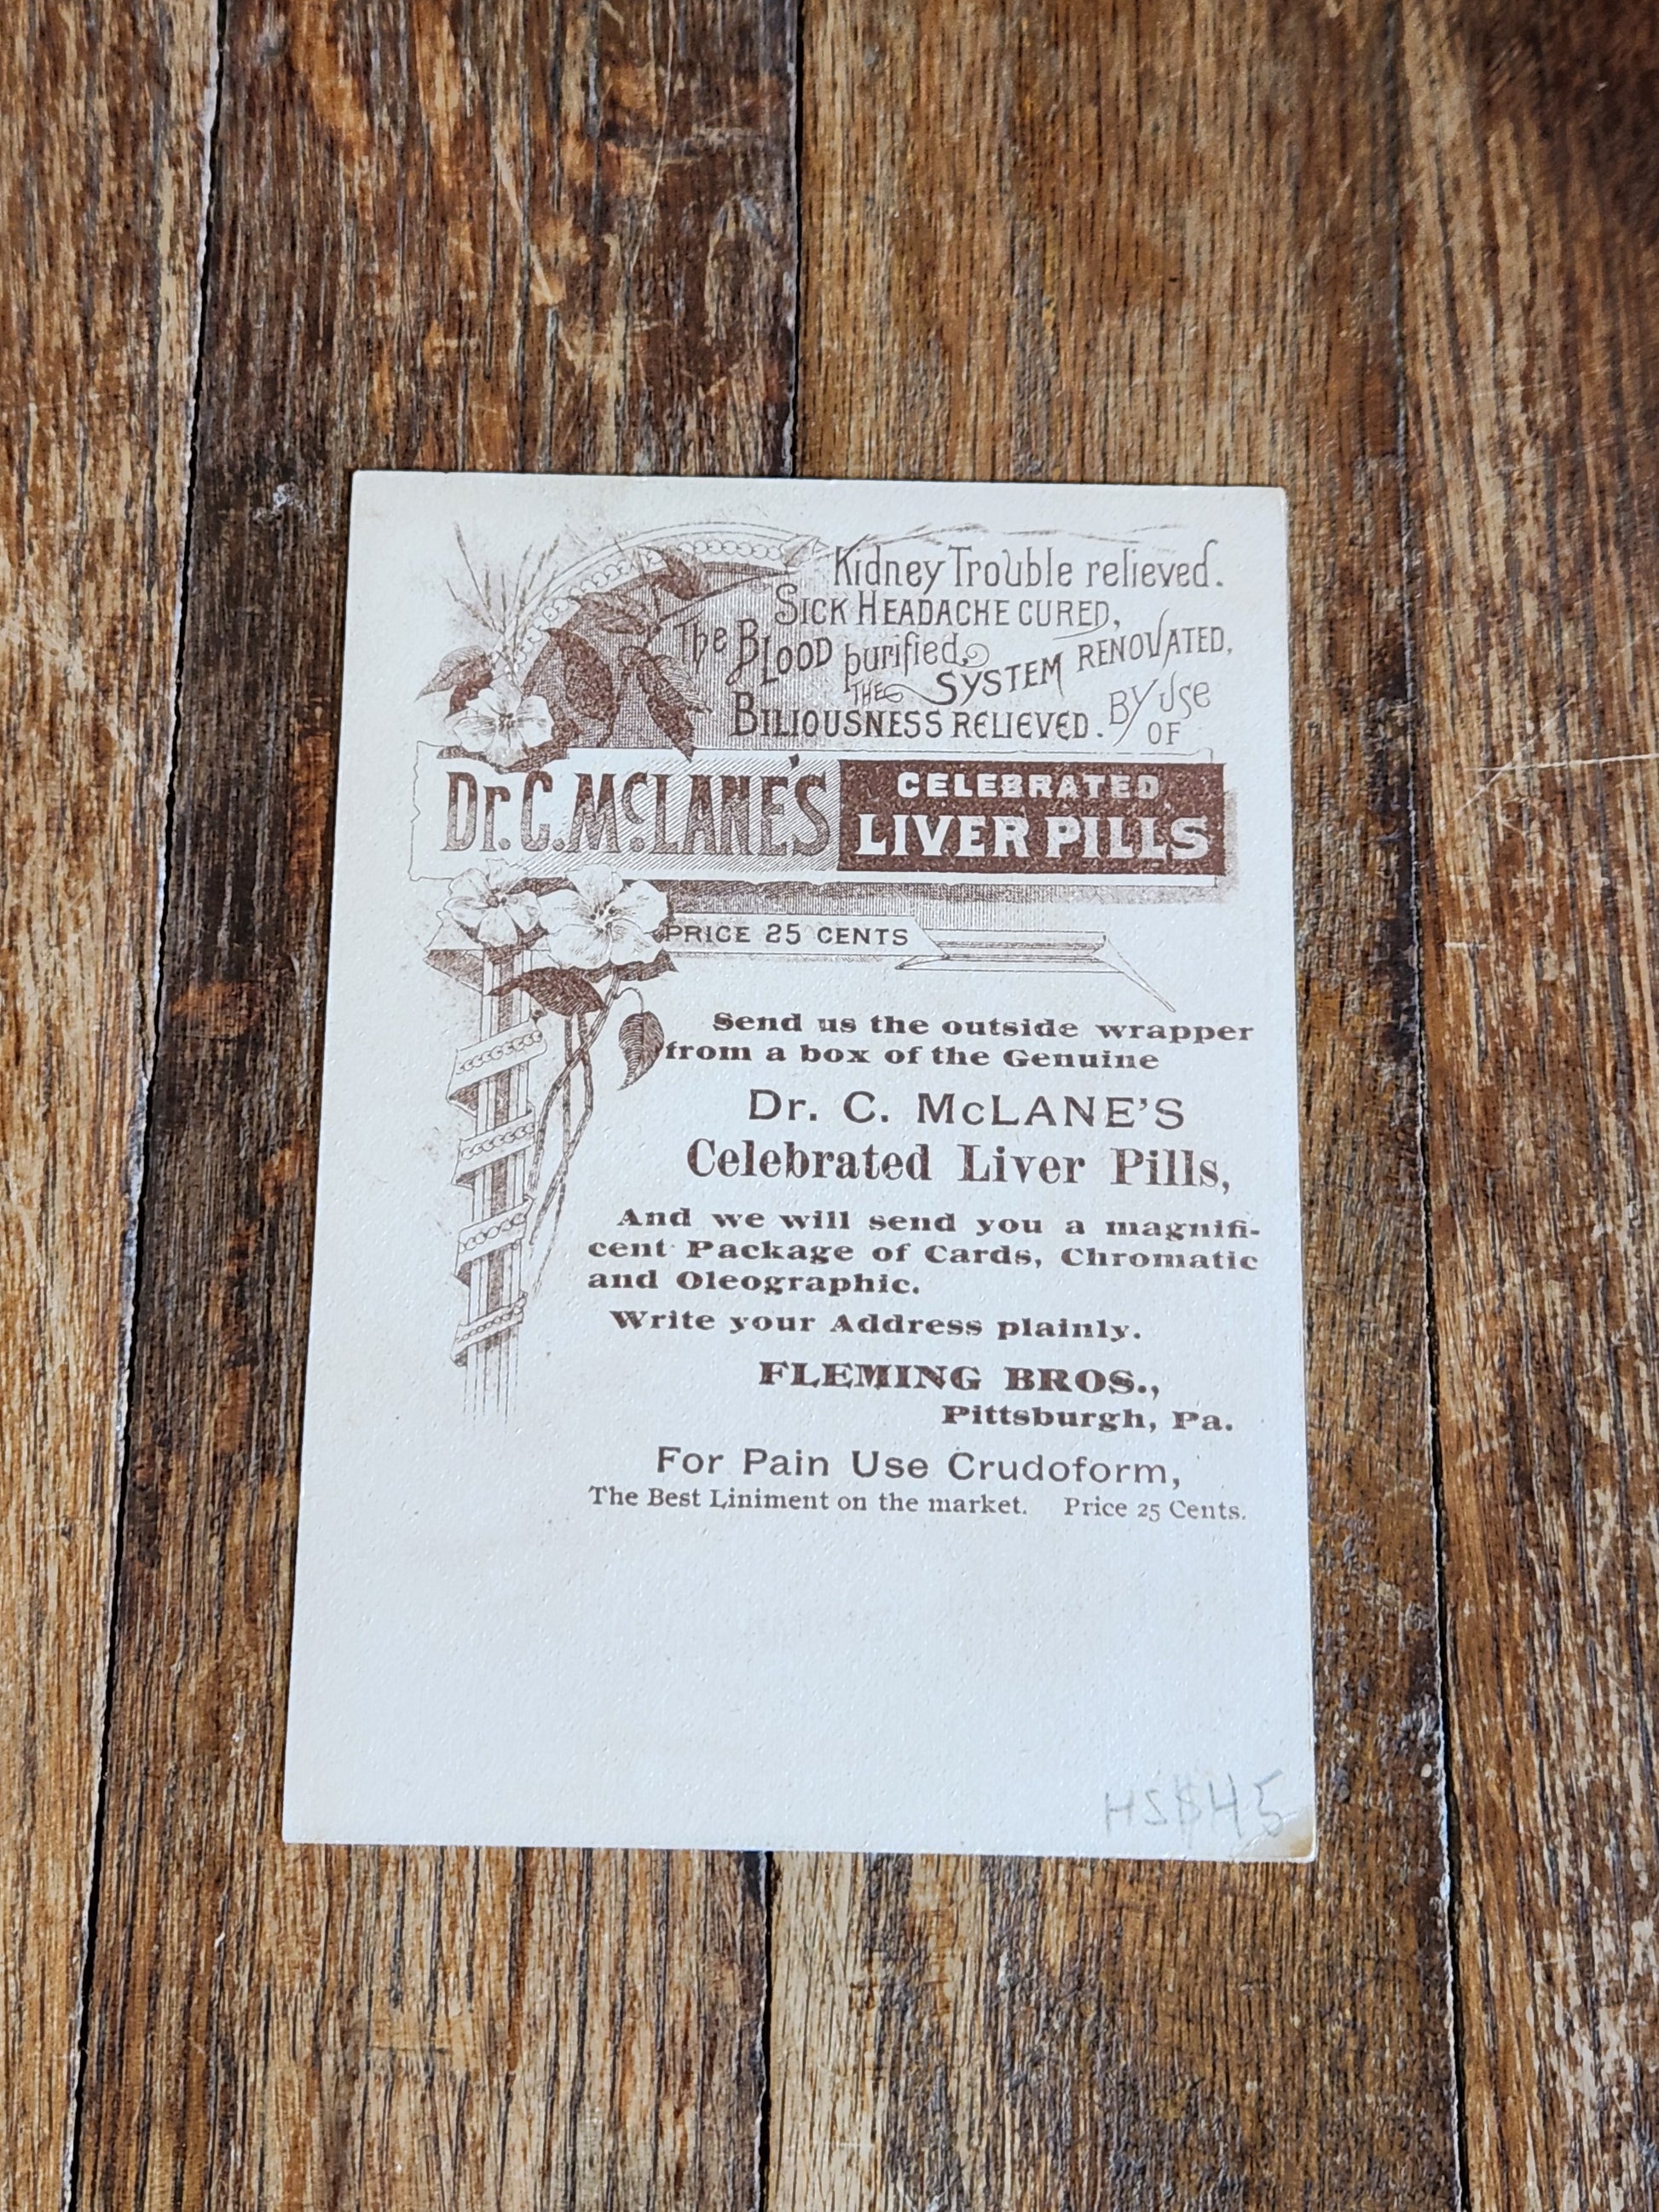 Kidney Trouble relieved.
SICK HEADACHE CURED,
The BLOOD purified,
THE SYSTEM RENOVATED,
BILIOUSNESS RELIEVED. BY USE OF
Dr. C. McLANE'S
CELEBRATED
LIVER PILLS
PRICE 25 CENTS
Send us the outside wrapper
from a box of the Genuine
Dr. C. McLANE'S
Celebrated Liver Pills,
And we will send you a magnifi-
cent Package of Cards, Chromatic
and Oleographic.
Write your Address plainly.
FLEMING BROS.,
Pittsburgh, Pa.
For Pain Use Crudoform,
The Best Liniment on the market. Price 25 Cents.